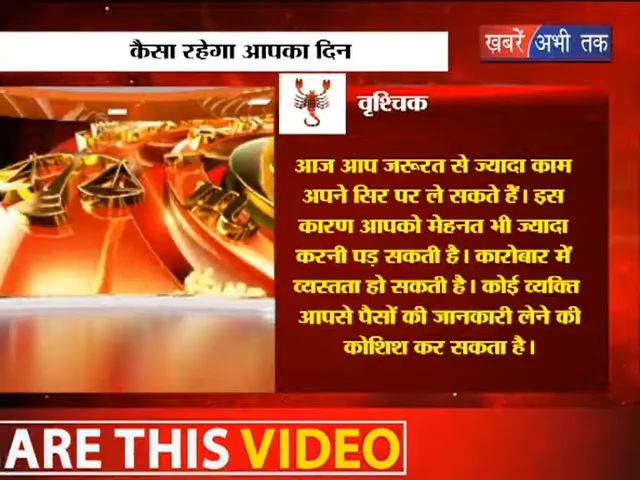 कैसा रहेगा आपका दिन
ख़बरें अभी तक
वृश्चिक
आज आप जरूरत से ज्यादा काम
अपने सिर पर ले सकते हैं। इस
कारण आपको मेहनत भी ज्यादा
करनी पड़ सकती है। कारोबार में
व्यस्तता हो सकती है। कोई व्यक्ति
आपसे पैसों की जानकारी लेने की
कोशिश कर सकता है।
ARE THIS VIDEO